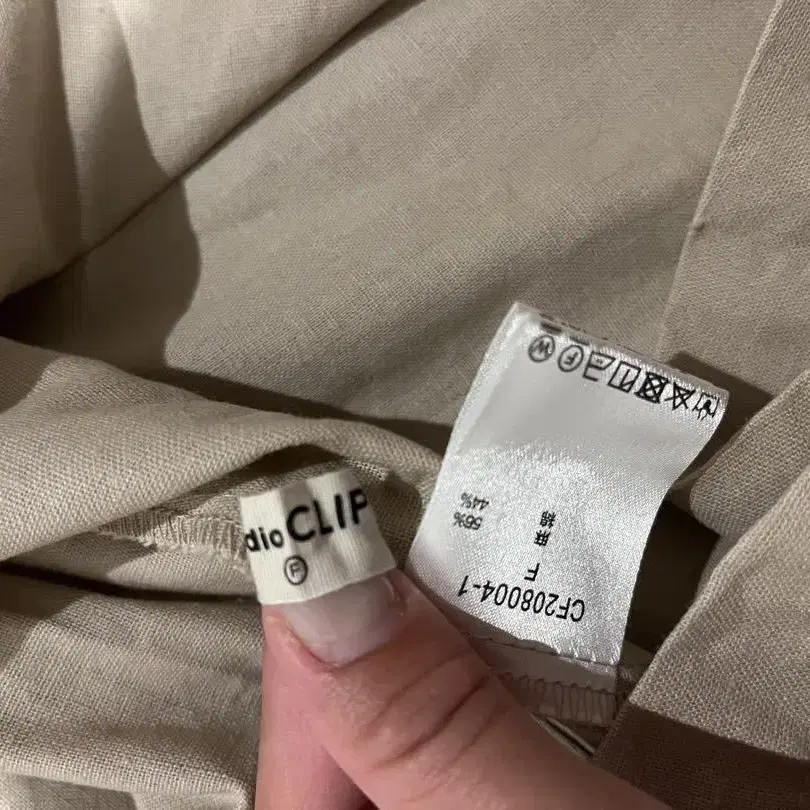 dio CLIP
Ⓕ
CF208004-1
F
麻 56%
綿 44%
Ⓕ Ⓦ